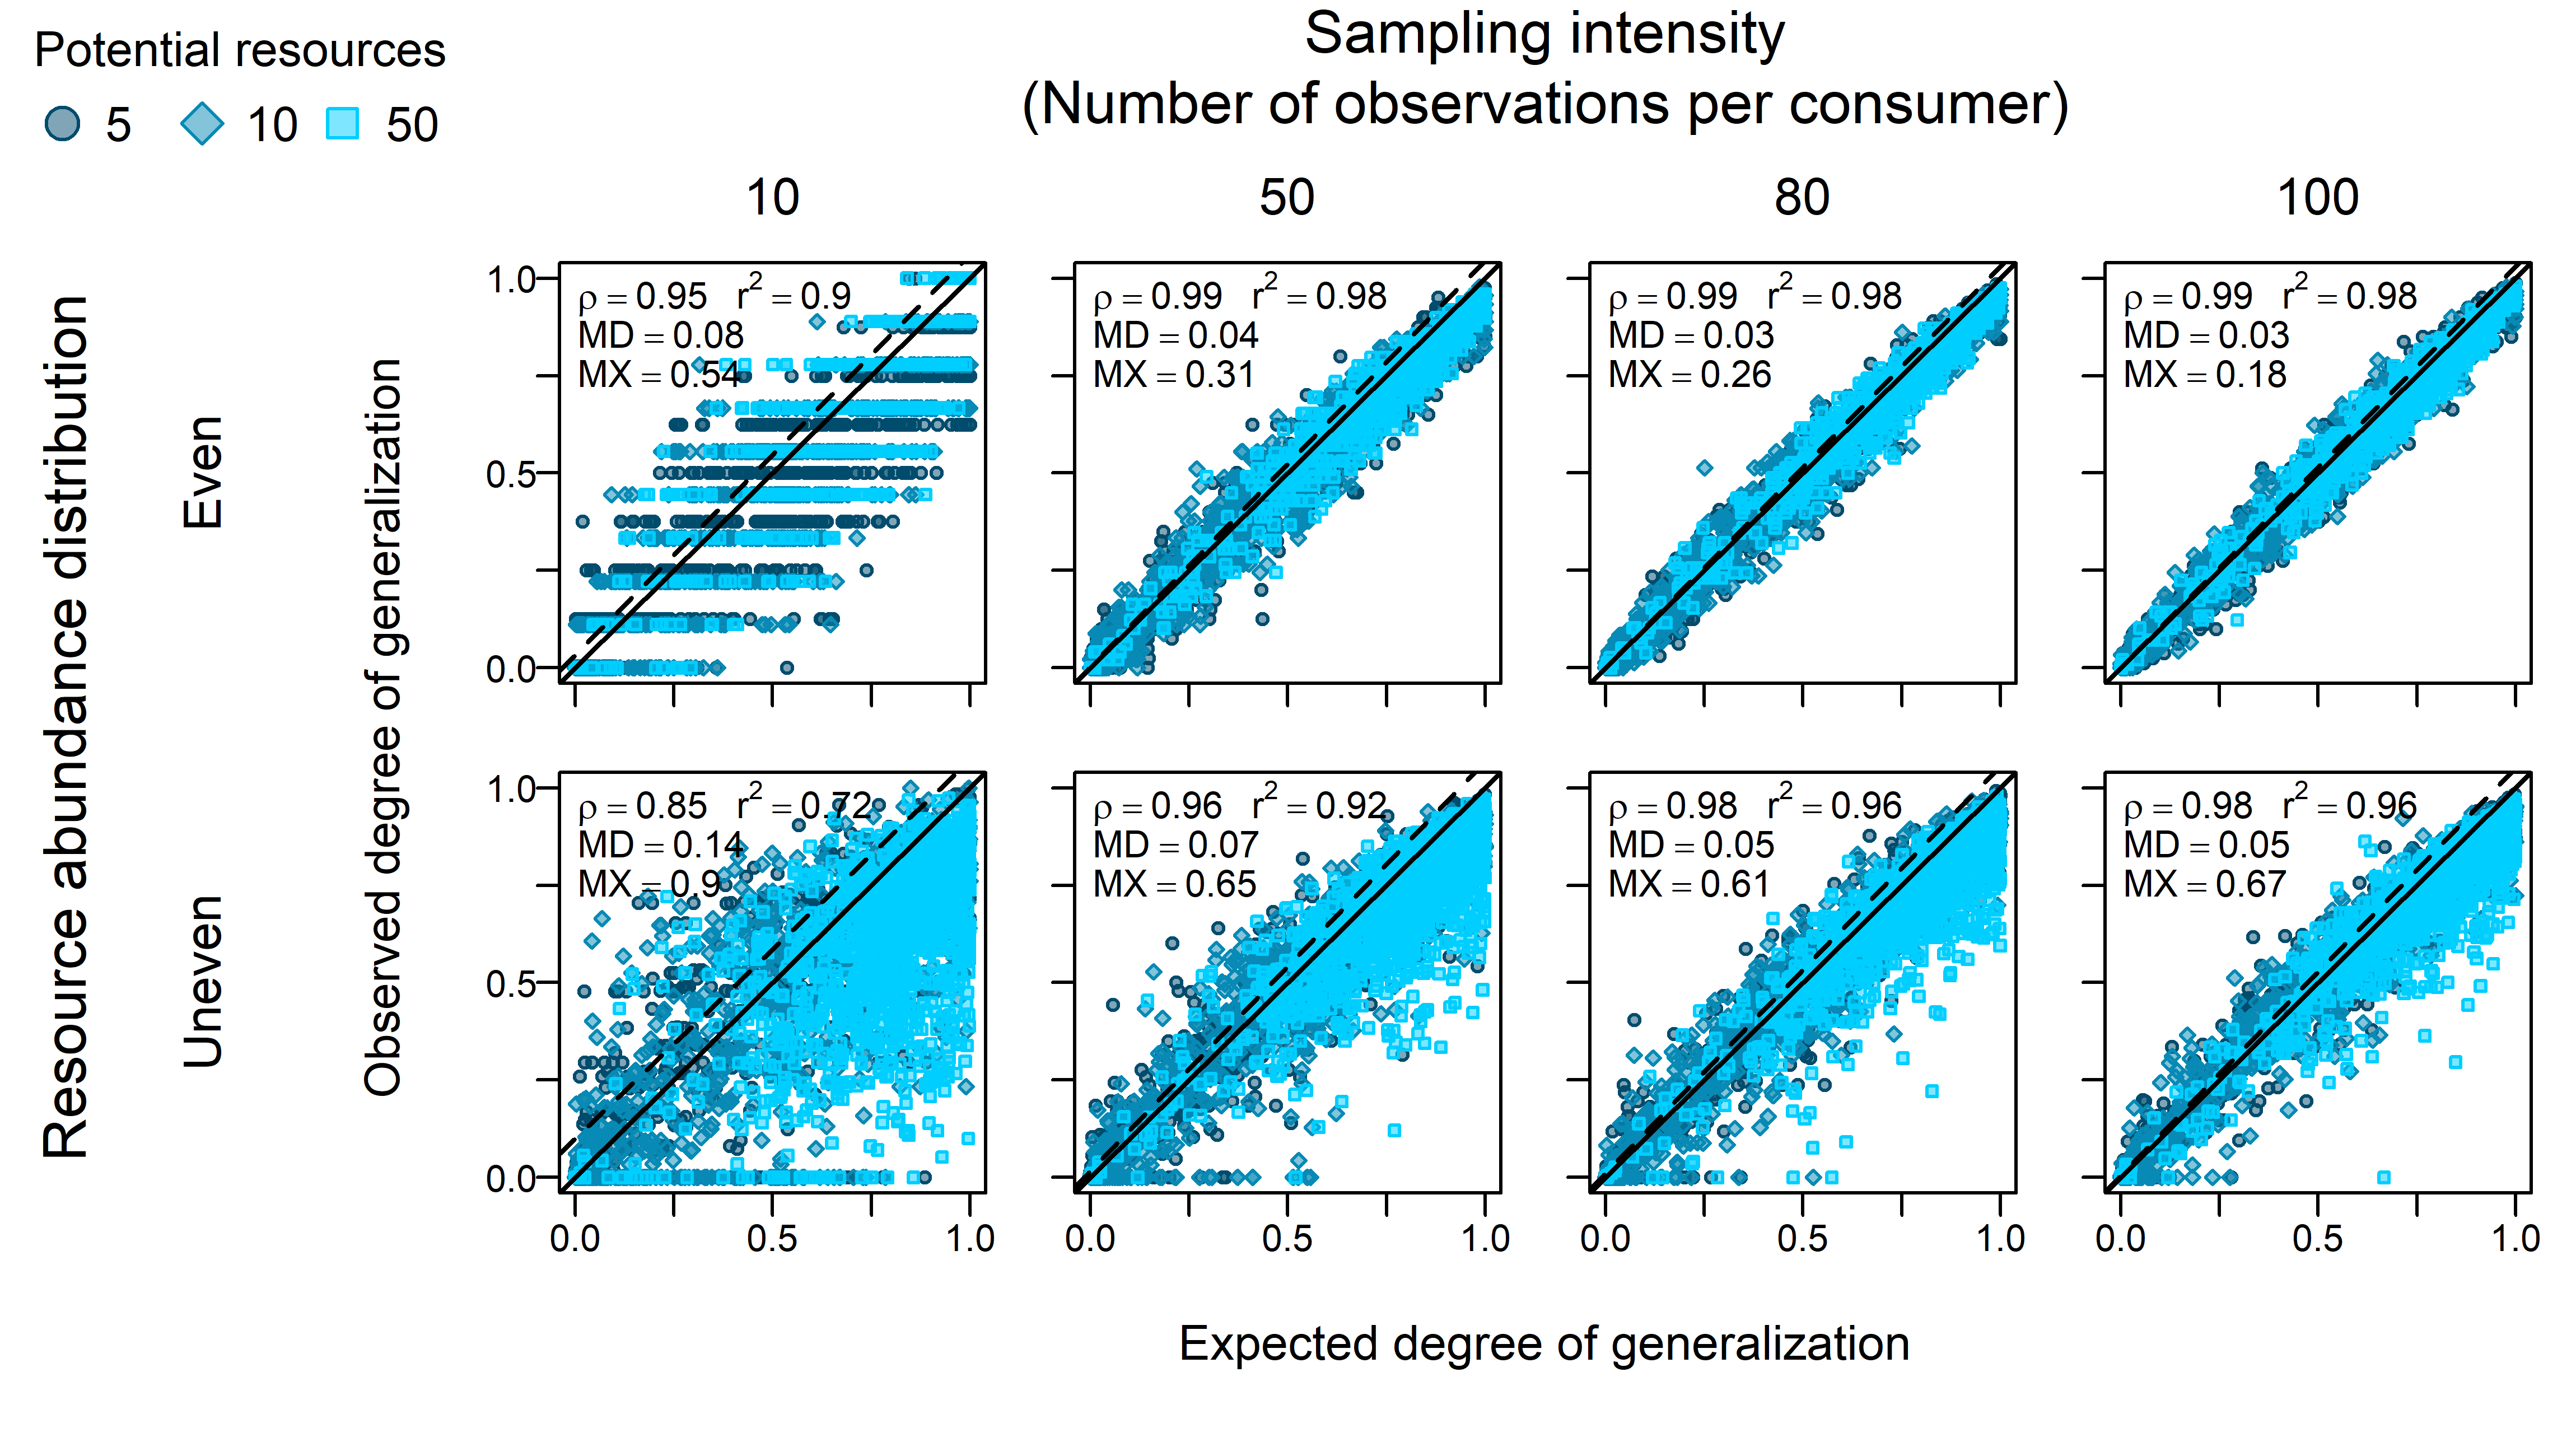 Potential resources
5 10 50
Sampling intensity
(Number of observations per consumer)
10 50 80 100
Resource abundance distribution
Even
Uneven
Observed degree of generalization
1.0
0.5
0.0
ρ = 0.95 r² = 0.9
MD = 0.08
MX = 0.54
ρ = 0.99 r² = 0.98
MD = 0.04
MX = 0.31
ρ = 0.99 r² = 0.98
MD = 0.03
MX = 0.26
ρ = 0.99 r² = 0.98
MD = 0.03
MX = 0.18
1.0
0.5
0.0
ρ = 0.85 r² = 0.72
MD = 0.14
MX = 0.9
ρ = 0.96 r² = 0.92
MD = 0.07
MX = 0.65
ρ = 0.98 r² = 0.96
MD = 0.05
MX = 0.61
ρ = 0.98 r² = 0.96
MD = 0.05
MX = 0.67
0.0 0.5 1.0 0.0 0.5 1.0 0.0 0.5 1.0 0.0 0.5 1.0
Expected degree of generalization